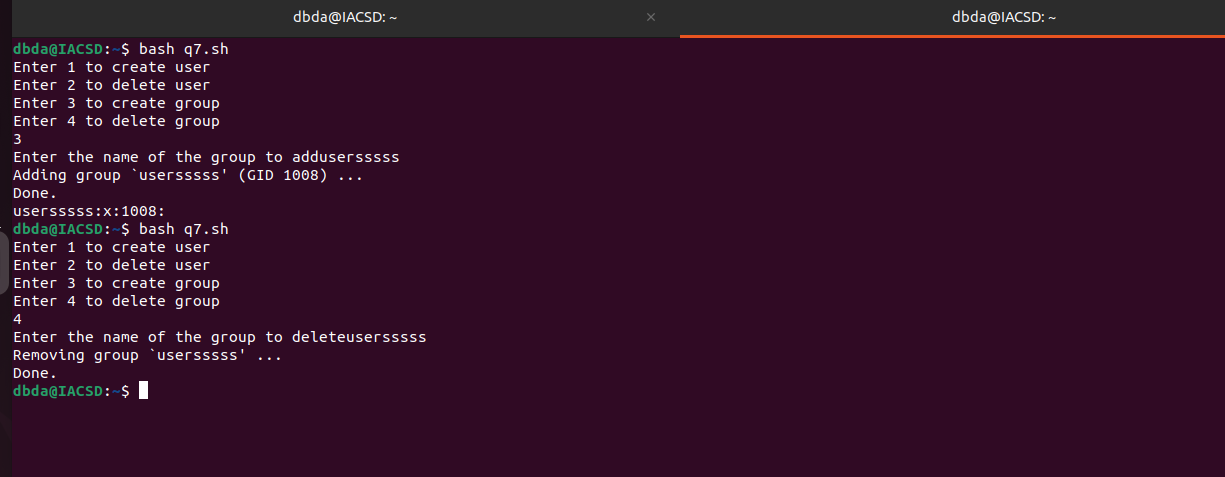 dbda@IACSD: ~ × dbda@IACSD: ~
dbda@IACSD:~$ bash q7.sh
Enter 1 to create user
Enter 2 to delete user
Enter 3 to create group
Enter 4 to delete group
3
Enter the name of the group to addusersssss
Adding group `usersssss' (GID 1008) ...
Done.
usersssss:x:1008:
dbda@IACSD:~$ bash q7.sh
Enter 1 to create user
Enter 2 to delete user
Enter 3 to create group
Enter 4 to delete group
4
Enter the name of the group to deleteusersssss
Removing group `usersssss' ...
Done.
dbda@IACSD:~$